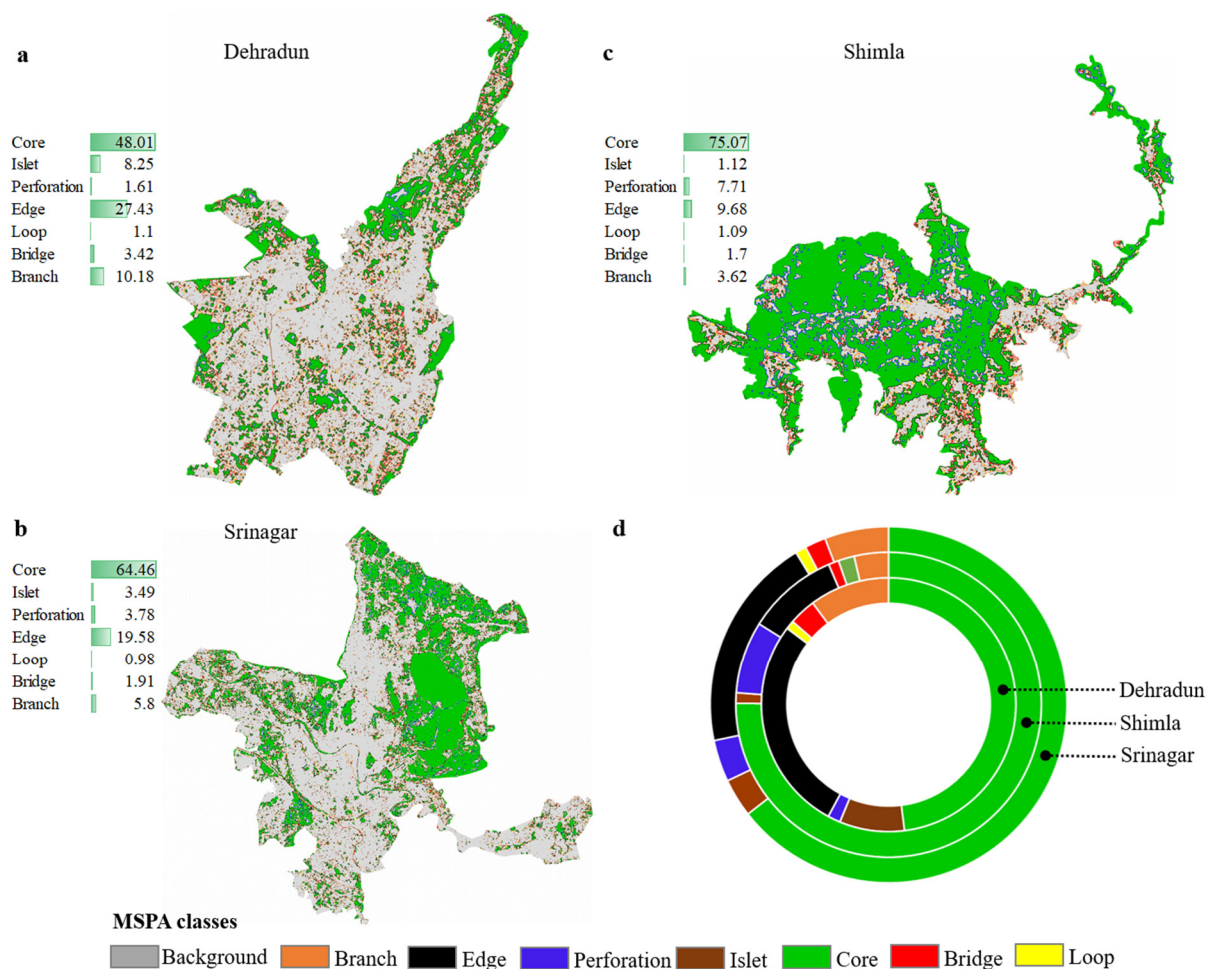 a
Dehradun
Core 48.01
Islet 8.25
Perforation 1.61
Edge 27.43
Loop 1.1
Bridge 3.42
Branch 10.18
c
Shimla
Core 75.07
Islet 1.12
Perforation 7.71
Edge 9.68
Loop 1.09
Bridge 1.7
Branch 3.62
b
Srinagar
Core 64.46
Islet 3.49
Perforation 3.78
Edge 19.58
Loop 0.98
Bridge 1.91
Branch 5.8
d
Dehradun
Shimla
Srinagar
MSPA classes
Background Branch Edge Perforation Islet Core Bridge Loop